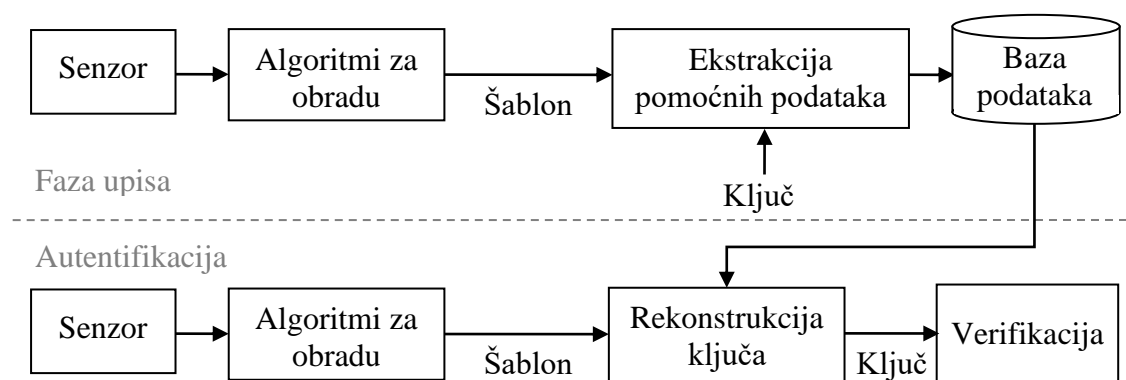 Senzor
Algoritmi za
obradu
Šablon
Ekstrakcija
pomoćnih podataka
Baza
podataka
Ključ
Faza upisa
Autentifikacija
Senzor
Algoritmi za
obradu
Šablon
Rekonstrukcija
ključa
Ključ
Verifikacija